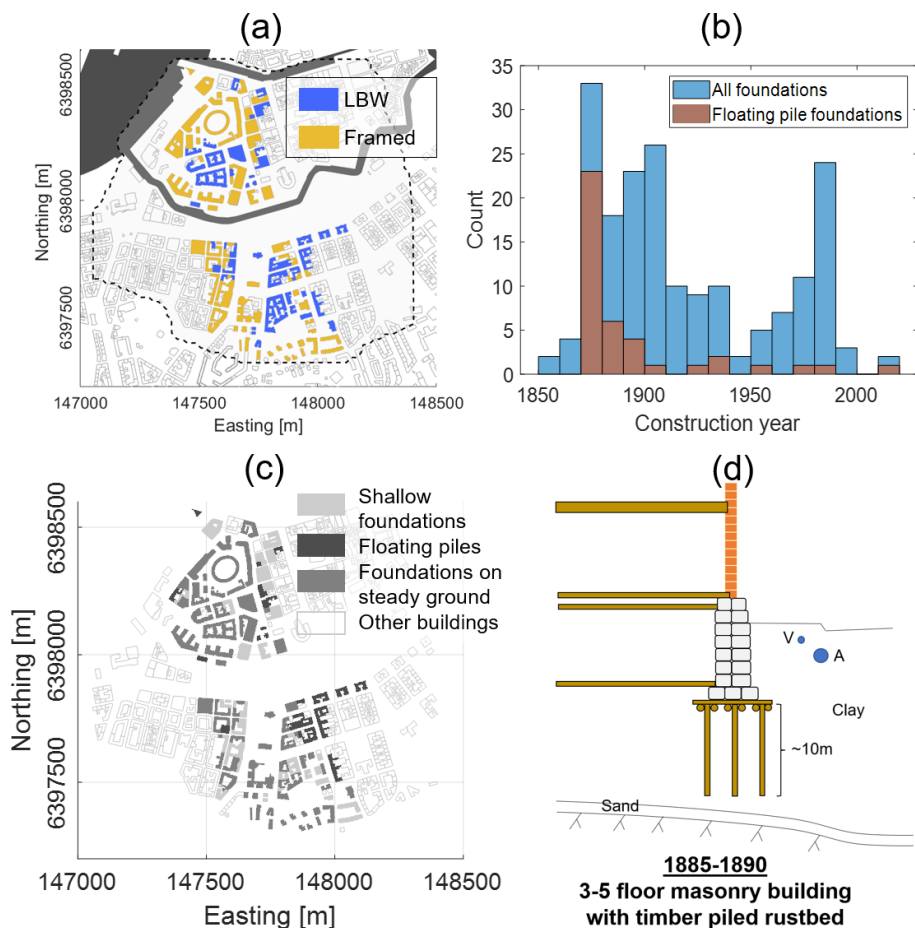 (a)
6398500
6398000
6397500
Northing [m]
LBW
Framed
147000
147500
148000
148500
Easting [m]
(b)
35
30
25
20
15
10
5
0
Count
All foundations
Floating pile foundations
1850
1900
1950
2000
Construction year
(c)
6398500
6398000
6397500
Northing [m]
Shallow
foundations
Floating piles
Foundations on
steady ground
Other buildings
147000
147500
148000
148500
Easting [m]
(d)
V
A
Clay
~10m
Sand
1885-1890
3-5 floor masonry building
with timber piled rustbed